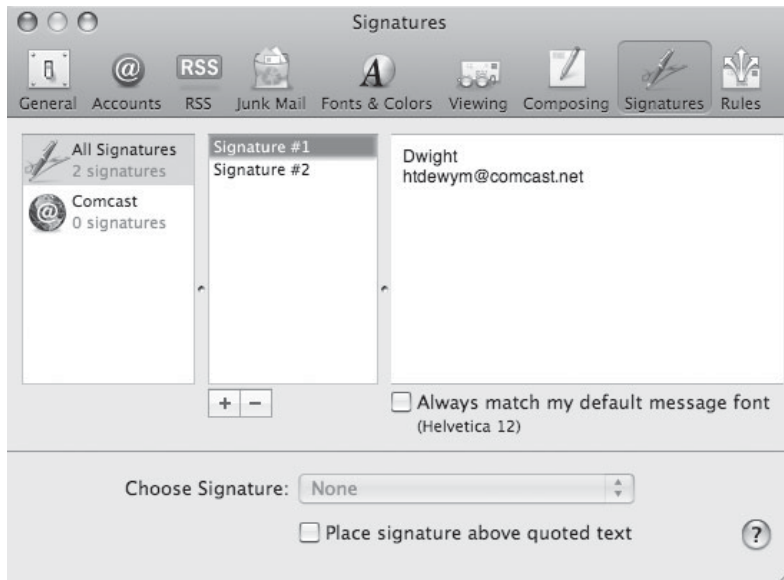 Signatures
RSS
General Accounts RSS Junk Mail Fonts & Colors Viewing Composing Signatures Rules
All Signatures
2 signatures
Comcast
0 signatures
Signature #1
Signature #2
Dwight
htdewym@comcast.net
+ −
Always match my default message font
(Helvetica 12)
Choose Signature: None
Place signature above quoted text
?